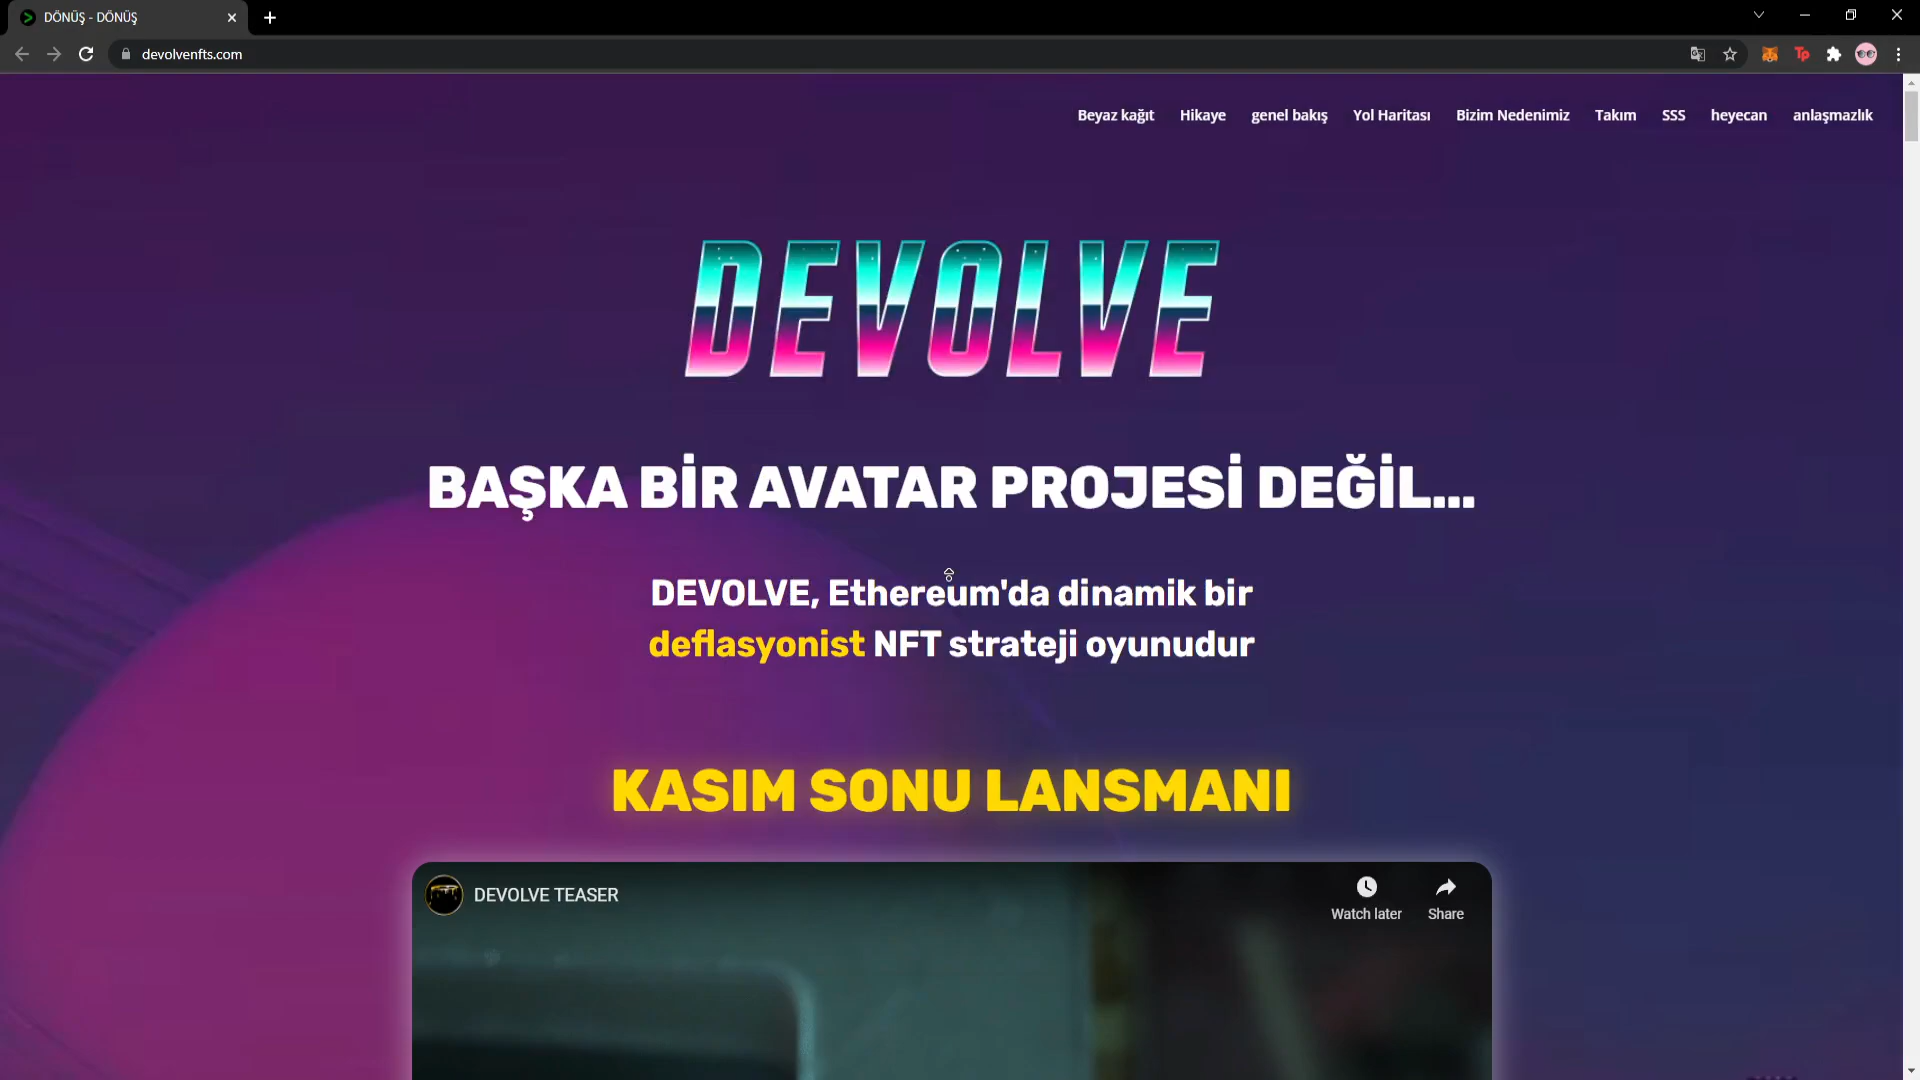 DÖNÜŞ - DÖNÜŞ
devolvenfts.com
Beyaz kağıt Hikaye genel bakış Yol Haritası Bizim Nedenimiz Takım SSS heyecan anlaşmazlık
DEVOLVE
BAŞKA BİR AVATAR PROJESİ DEĞİL...
DEVOLVE, Ethereum'da dinamik bir
deflasyonist NFT strateji oyunudur
KASIM SONU LANSMANI
DEVOLVE TEASER
Watch later Share